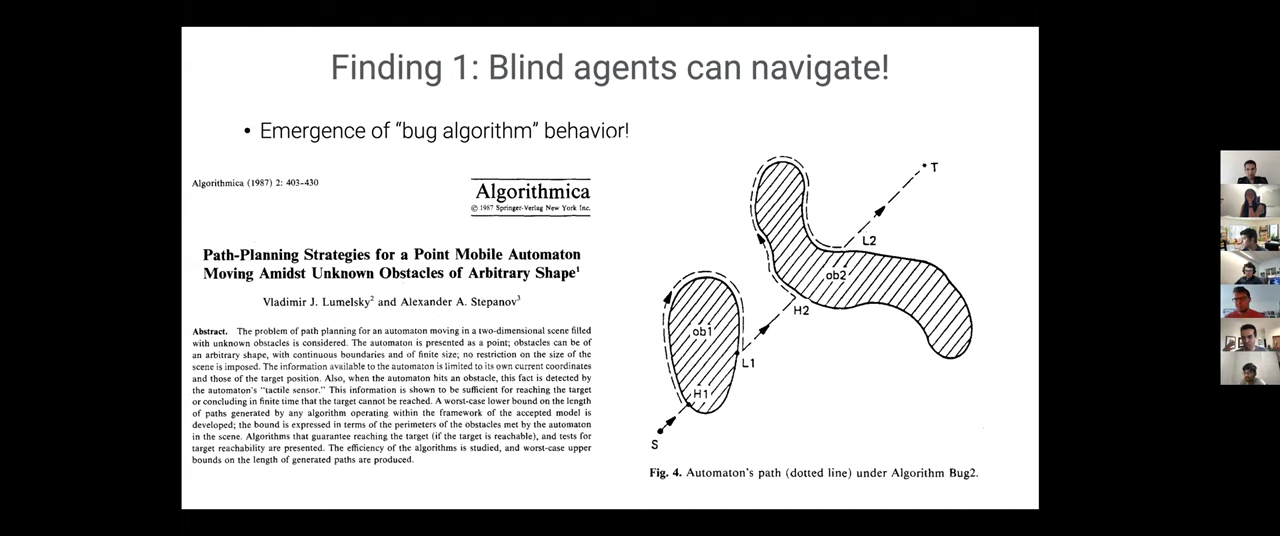 Finding 1: Blind agents can navigate!
• Emergence of “bug algorithm” behavior!
Algorithmica (1987) 2: 403-430
Algorithmica
© 1987 Springer-Verlag New York Inc.
Path-Planning Strategies for a Point Mobile Automaton
Moving Amidst Unknown Obstacles of Arbitrary Shape¹
Vladimir J. Lumelsky² and Alexander A. Stepanov³
Abstract. The problem of path planning for an automaton moving in a two-dimensional scene filled
with unknown obstacles is considered. The automaton is presented as a point; obstacles can be of
an arbitrary shape, with continuous boundaries and of finite size; no restriction on the size of the
scene is imposed. The information available to the automaton is limited to its own current coordinates
and those of the target position. Also, when the automaton hits an obstacle, this fact is detected by
the automaton's "tactile sensor." This information is shown to be sufficient for reaching the target
or concluding in finite time that the target cannot be reached. A worst-case lower bound on the length
of paths generated by any algorithm operating within the framework of the accepted model is
developed; the bound is expressed in terms of the perimeters of the obstacles met by the automaton
in the scene. Algorithms that guarantee reaching the target (if the target is reachable), and tests for
target reachability are presented. The efficiency of the algorithms is studied, and worst-case upper
bounds on the length of generated paths are produced.
T
L2
ob2
H2
ob1
L1
H1
S
Fig. 4. Automaton's path (dotted line) under Algorithm Bug2.